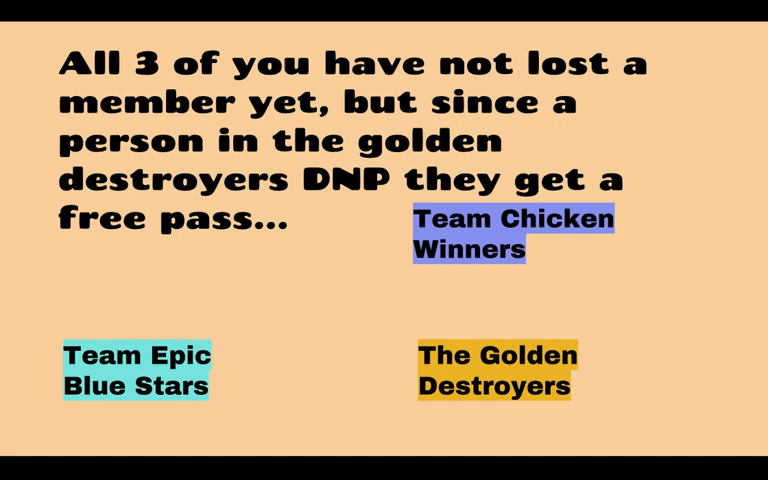 All 3 of you have not lost a
member yet, but since a
person in the golden
destroyers DNP they get a
free pass...
Team Chicken
Winners
Team Epic
Blue Stars
The Golden
Destroyers